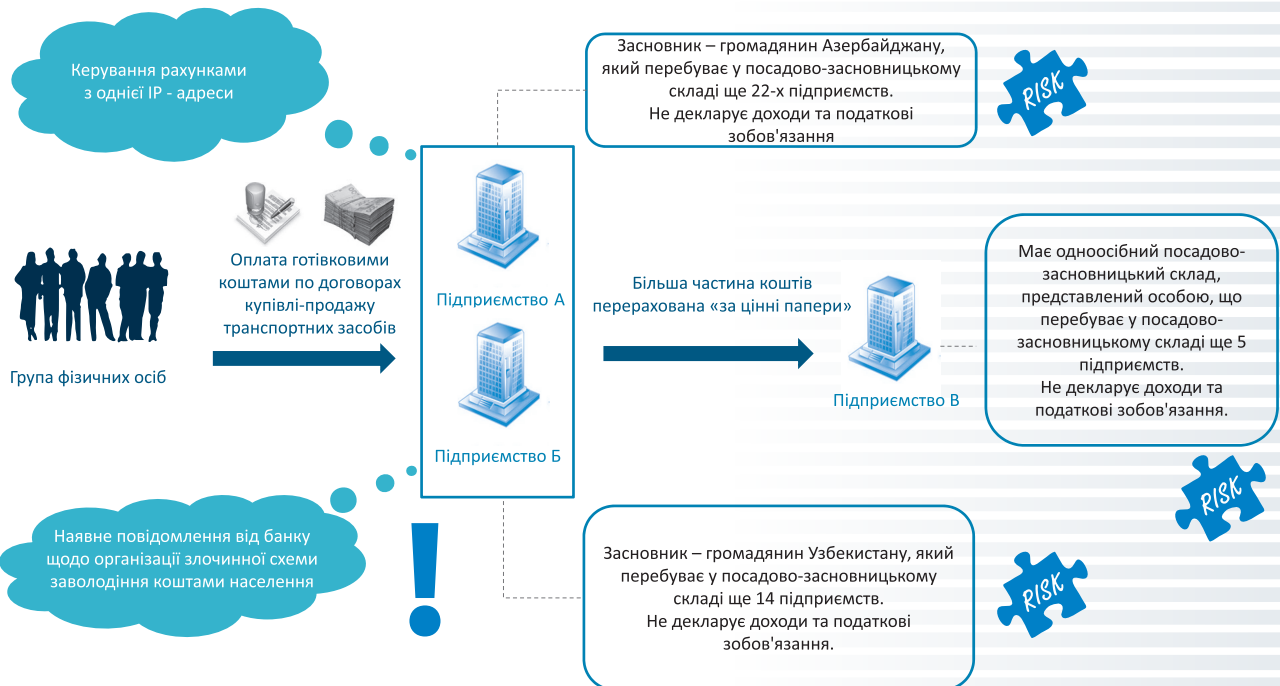 Керування рахунками
з однієї IP - адреси
Засновник – громадянин Азербайджану,
який перебуває у посадово-засновницькому
складі ще 22-х підприємств.
Не декларує доходи та податкові
зобов'язання
RISK
Оплата готівковими
коштами по договорах
купівлі-продажу
транспортних засобів
Група фізичних осіб
Підприємство А
Підприємство Б
Більша частина коштів
перерахована «за цінні папери»
Підприємство В
Має одноосібний посадово-
засновницький склад,
представлений особою, що
перебуває у посадово-
засновницькому складі ще 5
підприємств.
Не декларує доходи та
податкові зобов'язання.
RISK
Наявне повідомлення від банку
щодо організації злочинної схеми
заволодіння коштами населення
!
Засновник – громадянин Узбекистану, який
перебуває у посадово-засновницькому
складі ще 14 підприємств.
Не декларує доходи та податкові
зобов'язання.
RISK